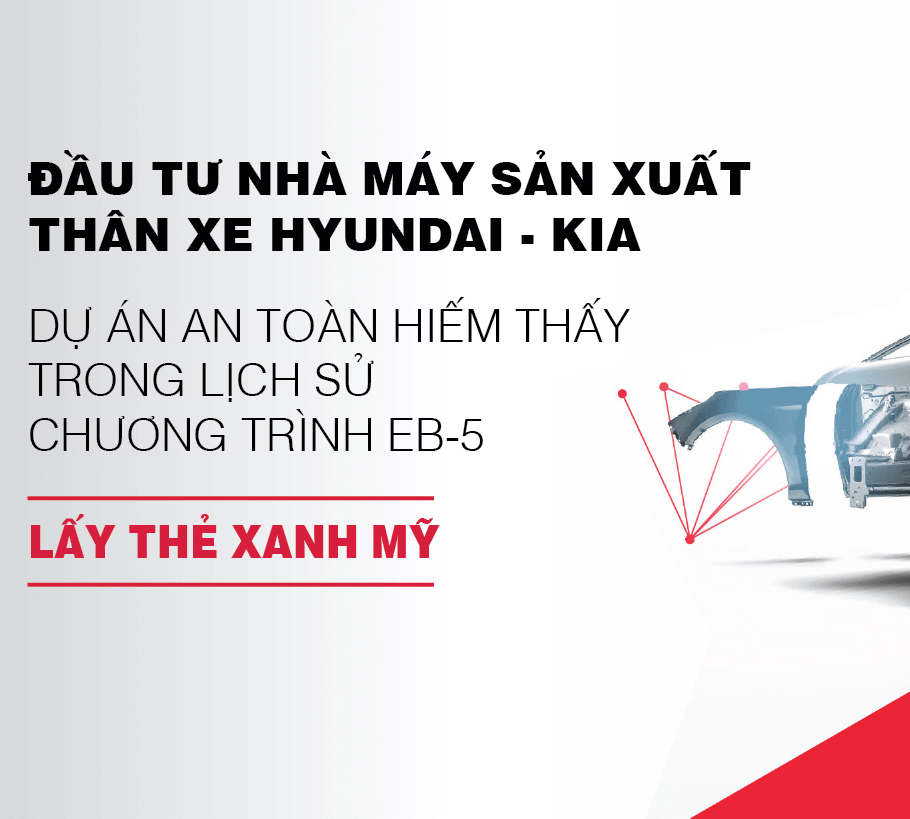 ĐẦU TƯ NHÀ MÁY SẢN XUẤT
THÂN XE HYUNDAI - KIA
DỰ ÁN AN TOÀN HIẾM THẤY
TRONG LỊCH SỬ
CHƯƠNG TRÌNH EB-5
LẤY THẺ XANH MỸ